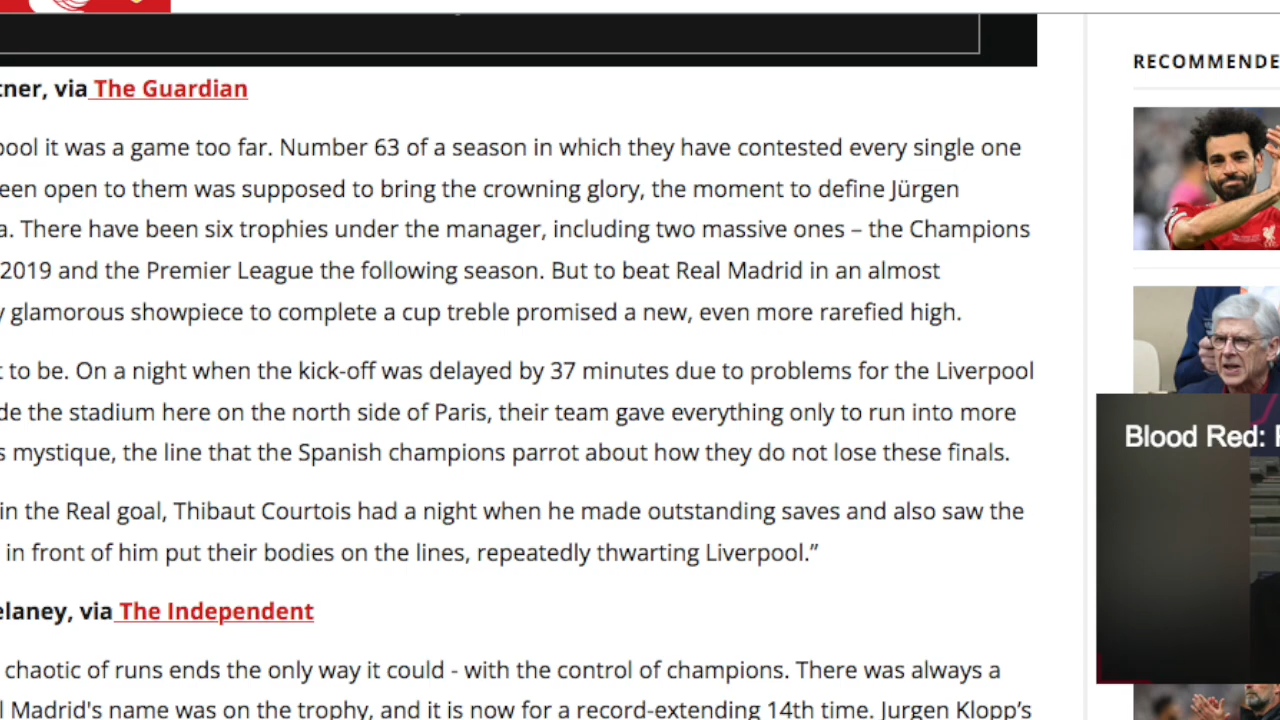 tner, via The Guardian
pool it was a game too far. Number 63 of a season in which they have contested every single one
een open to them was supposed to bring the crowning glory, the moment to define Jürgen
a. There have been six trophies under the manager, including two massive ones – the Champions
2019 and the Premier League the following season. But to beat Real Madrid in an almost
y glamorous showpiece to complete a cup treble promised a new, even more rarefied high.
t to be. On a night when the kick-off was delayed by 37 minutes due to problems for the Liverpool
de the stadium here on the north side of Paris, their team gave everything only to run into more
s mystique, the line that the Spanish champions parrot about how they do not lose these finals.
in the Real goal, Thibaut Courtois had a night when he made outstanding saves and also saw the
in front of him put their bodies on the lines, repeatedly thwarting Liverpool.”
elaney, via The Independent
chaotic of runs ends the only way it could - with the control of champions. There was always a
l Madrid's name was on the trophy, and it is now for a record-extending 14th time. Jurgen Klopp’s
RECOMMENDE
Blood Red: